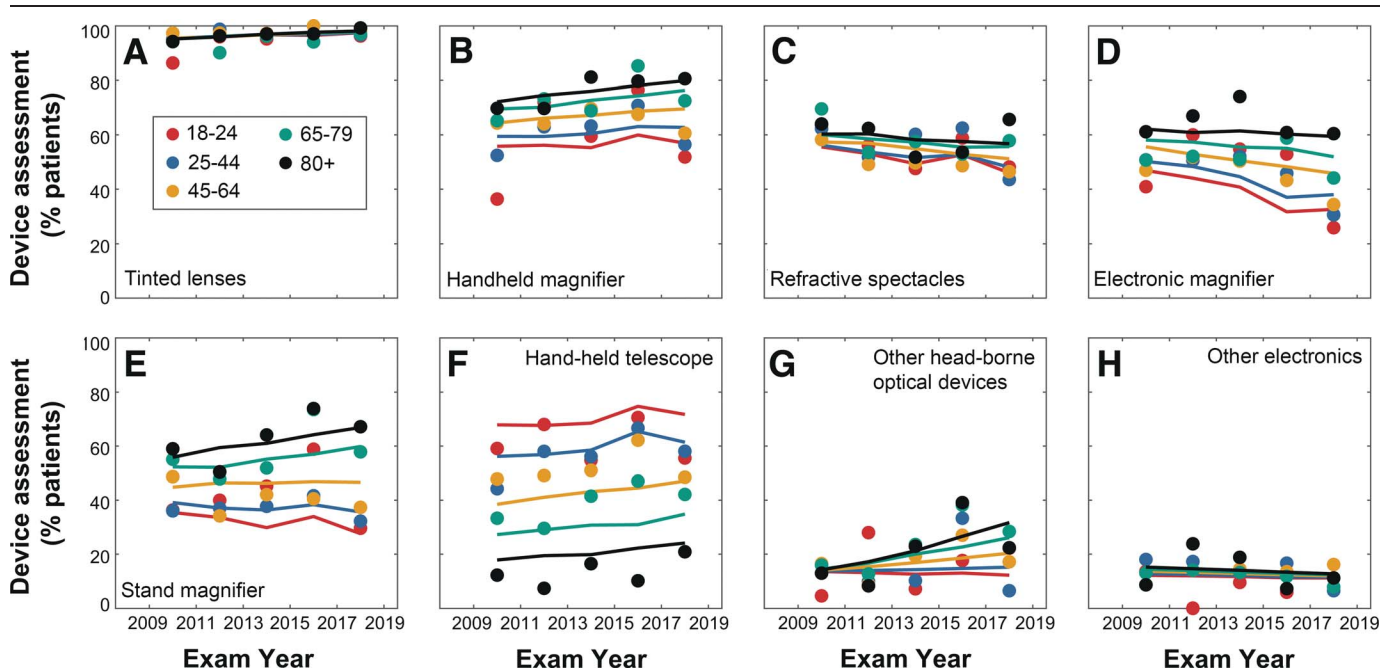 Device assessment
(% patients)
100
80
60
40
20
0
A
18-24
25-44
45-64
65-79
80+
Tinted lenses
B
Handheld magnifier
C
Refractive spectacles
D
Electronic magnifier
Device assessment
(% patients)
100
80
60
40
20
0
E
Stand magnifier
F
Hand-held telescope
G
Other head-borne
optical devices
H
Other electronics
2009 2011 2013 2015 2017 2019
2009 2011 2013 2015 2017 2019
2009 2011 2013 2015 2017 2019
2009 2011 2013 2015 2017 2019
Exam Year
Exam Year
Exam Year
Exam Year